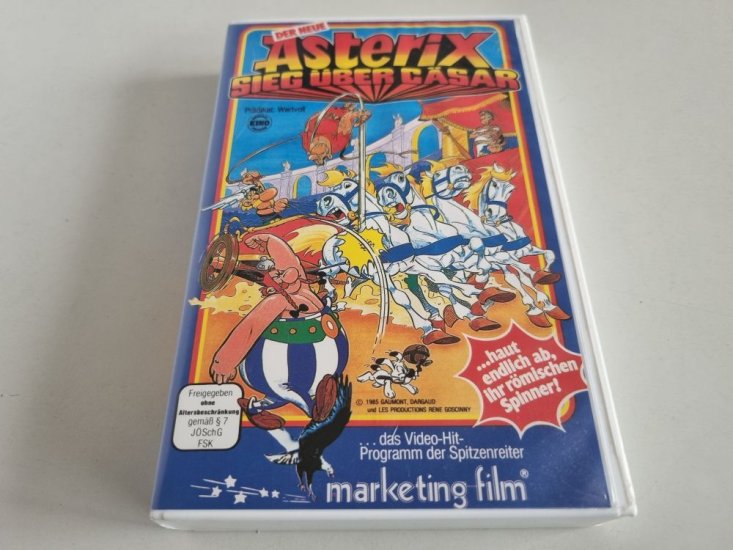 DER NEUE
Asterix
SIEG ÜBER CÄSAR
Prädikat: Wertvoll
KINO
...haut
endlich ab,
ihr römischen
Spinner!
© 1985 GAUMONT, DARGAUD
und LES PRODUCTIONS RENE GOSCINNY
Freigegeben
ohne
Altersbeschränkung
gemäß § 7
JÖSchG
FSK
...das Video-Hit-
Programm der Spitzenreiter
marketing film®